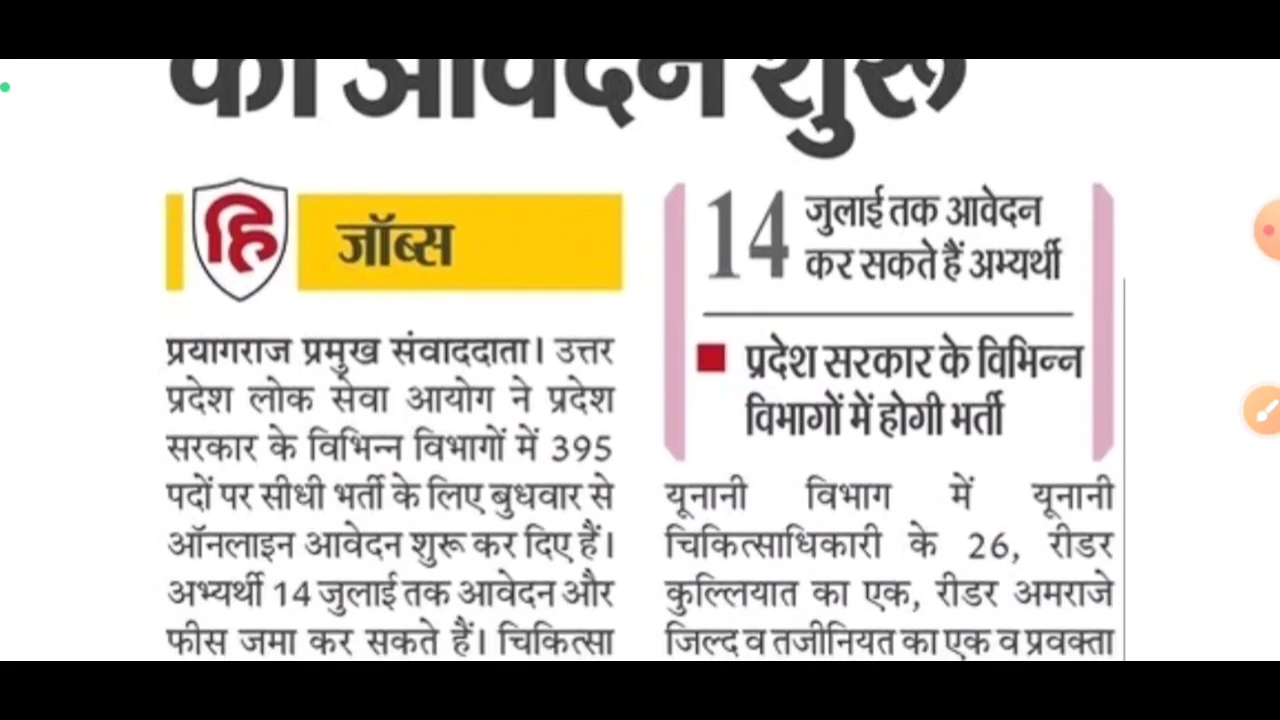 को आवेदन शुरू
हि
जॉब्स
प्रयागराज प्रमुख संवाददाता। उत्तर
प्रदेश लोक सेवा आयोग ने प्रदेश
सरकार के विभिन्न विभागों में 395
पदों पर सीधी भर्ती के लिए बुधवार से
ऑनलाइन आवेदन शुरू कर दिए हैं।
अभ्यर्थी 14 जुलाई तक आवेदन और
फीस जमा कर सकते हैं। चिकित्सा
14 जुलाई तक आवेदन
कर सकते हैं अभ्यर्थी
प्रदेश सरकार के विभिन्न
विभागों में होगी भर्ती
यूनानी विभाग में यूनानी
चिकित्साधिकारी के 26, रीडर
कुल्लियात का एक, रीडर अमराजे
जिल्द व तजीनियत का एक व प्रवक्ता